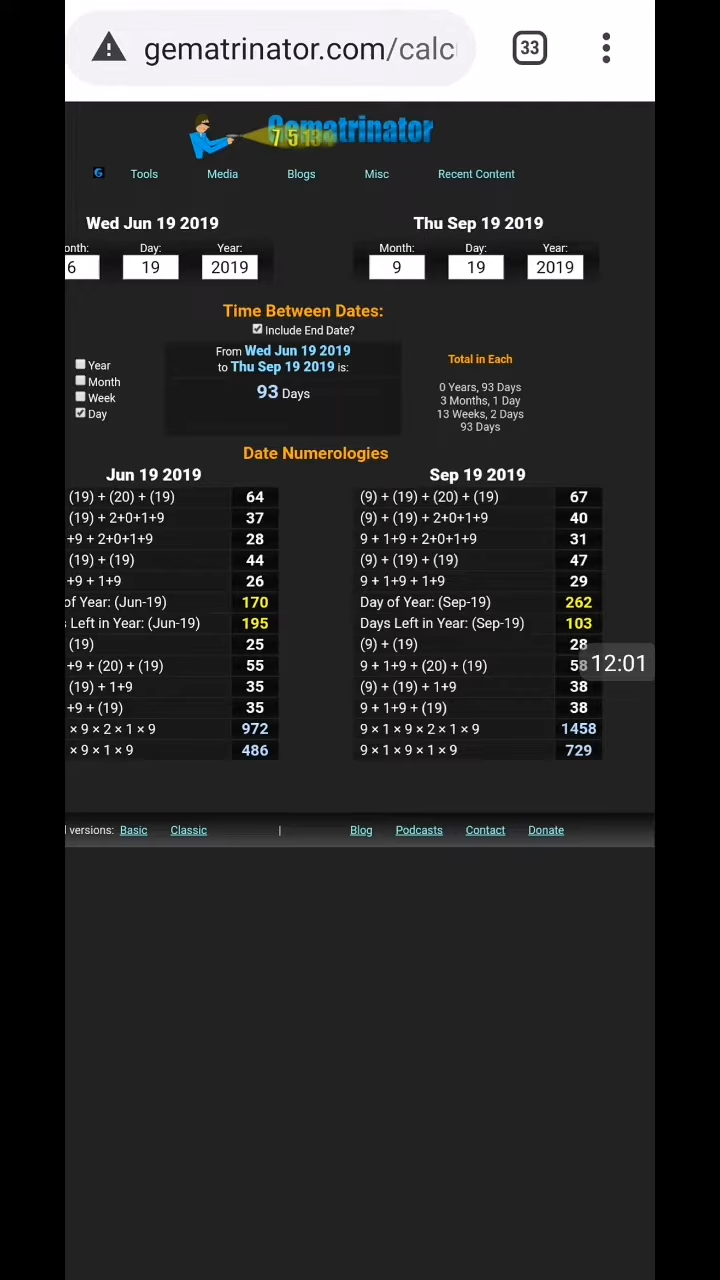 gematrinator.com/calc
33
Gematrinator
7 5 13
G Tools Media Blogs Misc Recent Content
Wed Jun 19 2019
onth: Day: Year:
6 19 2019
Thu Sep 19 2019
Month: Day: Year:
9 19 2019
Time Between Dates:
Include End Date?
Year
Month
Week
Day
From Wed Jun 19 2019
to Thu Sep 19 2019 is:
93 Days
Total in Each
0 Years, 93 Days
3 Months, 1 Day
13 Weeks, 2 Days
93 Days
Date Numerologies
Jun 19 2019
(19) + (20) + (19) 64
(19) + 2+0+1+9 37
+9 + 2+0+1+9 28
(19) + (19) 44
+9 + 1+9 26
of Year: (Jun-19) 170
s Left in Year: (Jun-19) 195
(19) 25
+9 + (20) + (19) 55
(19) + 1+9 35
+9 + (19) 35
× 9 × 2 × 1 × 9 972
× 9 × 1 × 9 486
Sep 19 2019
(9) + (19) + (20) + (19) 67
(9) + (19) + 2+0+1+9 40
9 + 1+9 + 2+0+1+9 31
(9) + (19) + (19) 47
9 + 1+9 + 1+9 29
Day of Year: (Sep-19) 262
Days Left in Year: (Sep-19) 103
(9) + (19) 28
9 + 1+9 + (20) + (19) 58
(9) + (19) + 1+9 38
9 + 1+9 + (19) 38
9 × 1 × 9 × 2 × 1 × 9 1458
9 × 1 × 9 × 1 × 9 729
12:01
l versions: Basic Classic | Blog Podcasts Contact Donate